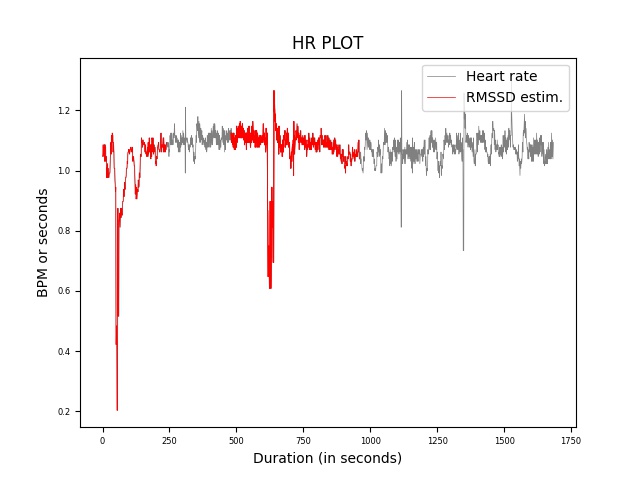 HR PLOT
Heart rate
RMSSD estim.
BPM or seconds
1.2
1.0
0.8
0.6
0.4
0.2
0 250 500 750 1000 1250 1500 1750
Duration (in seconds)